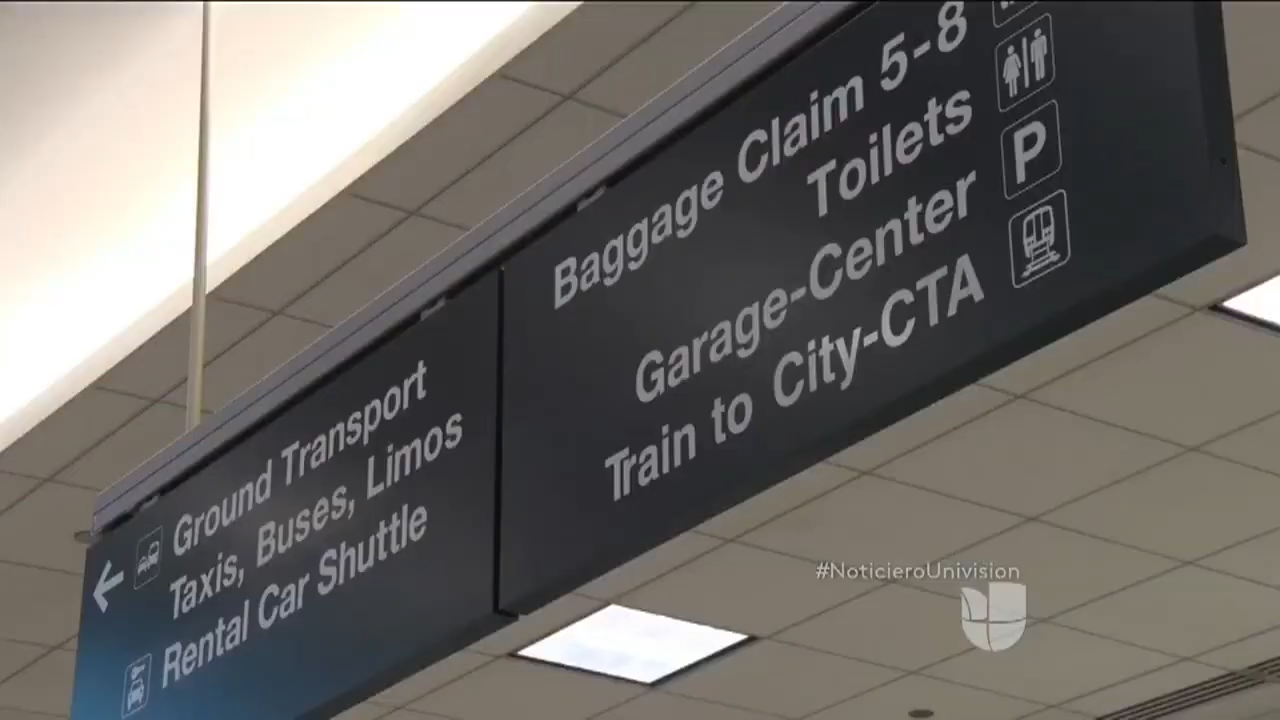 Ground Transport
Taxis, Buses, Limos
Rental Car Shuttle
Baggage Claim 5-8
Toilets
P
Garage-Center
Train to City-CTA
#NoticieroUnivision